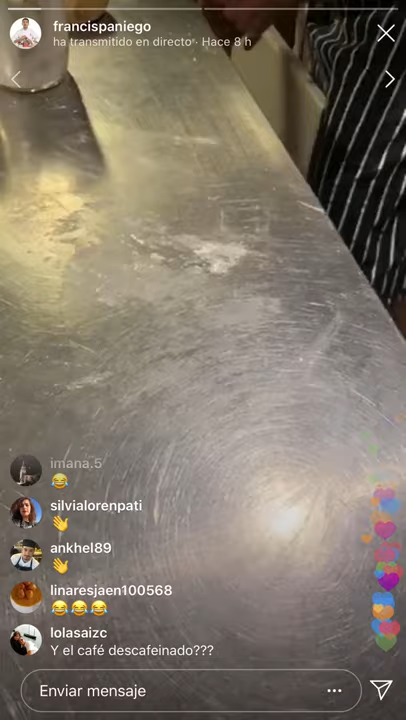 francispaniego
ha transmitido en directo · Hace 8 h
imana.5
😂
silvialorenpati
👋
ankhel89
👋
linaresjaen100568
😂😂😂
lolasaizc
Y el café descafeinado???
Enviar mensaje